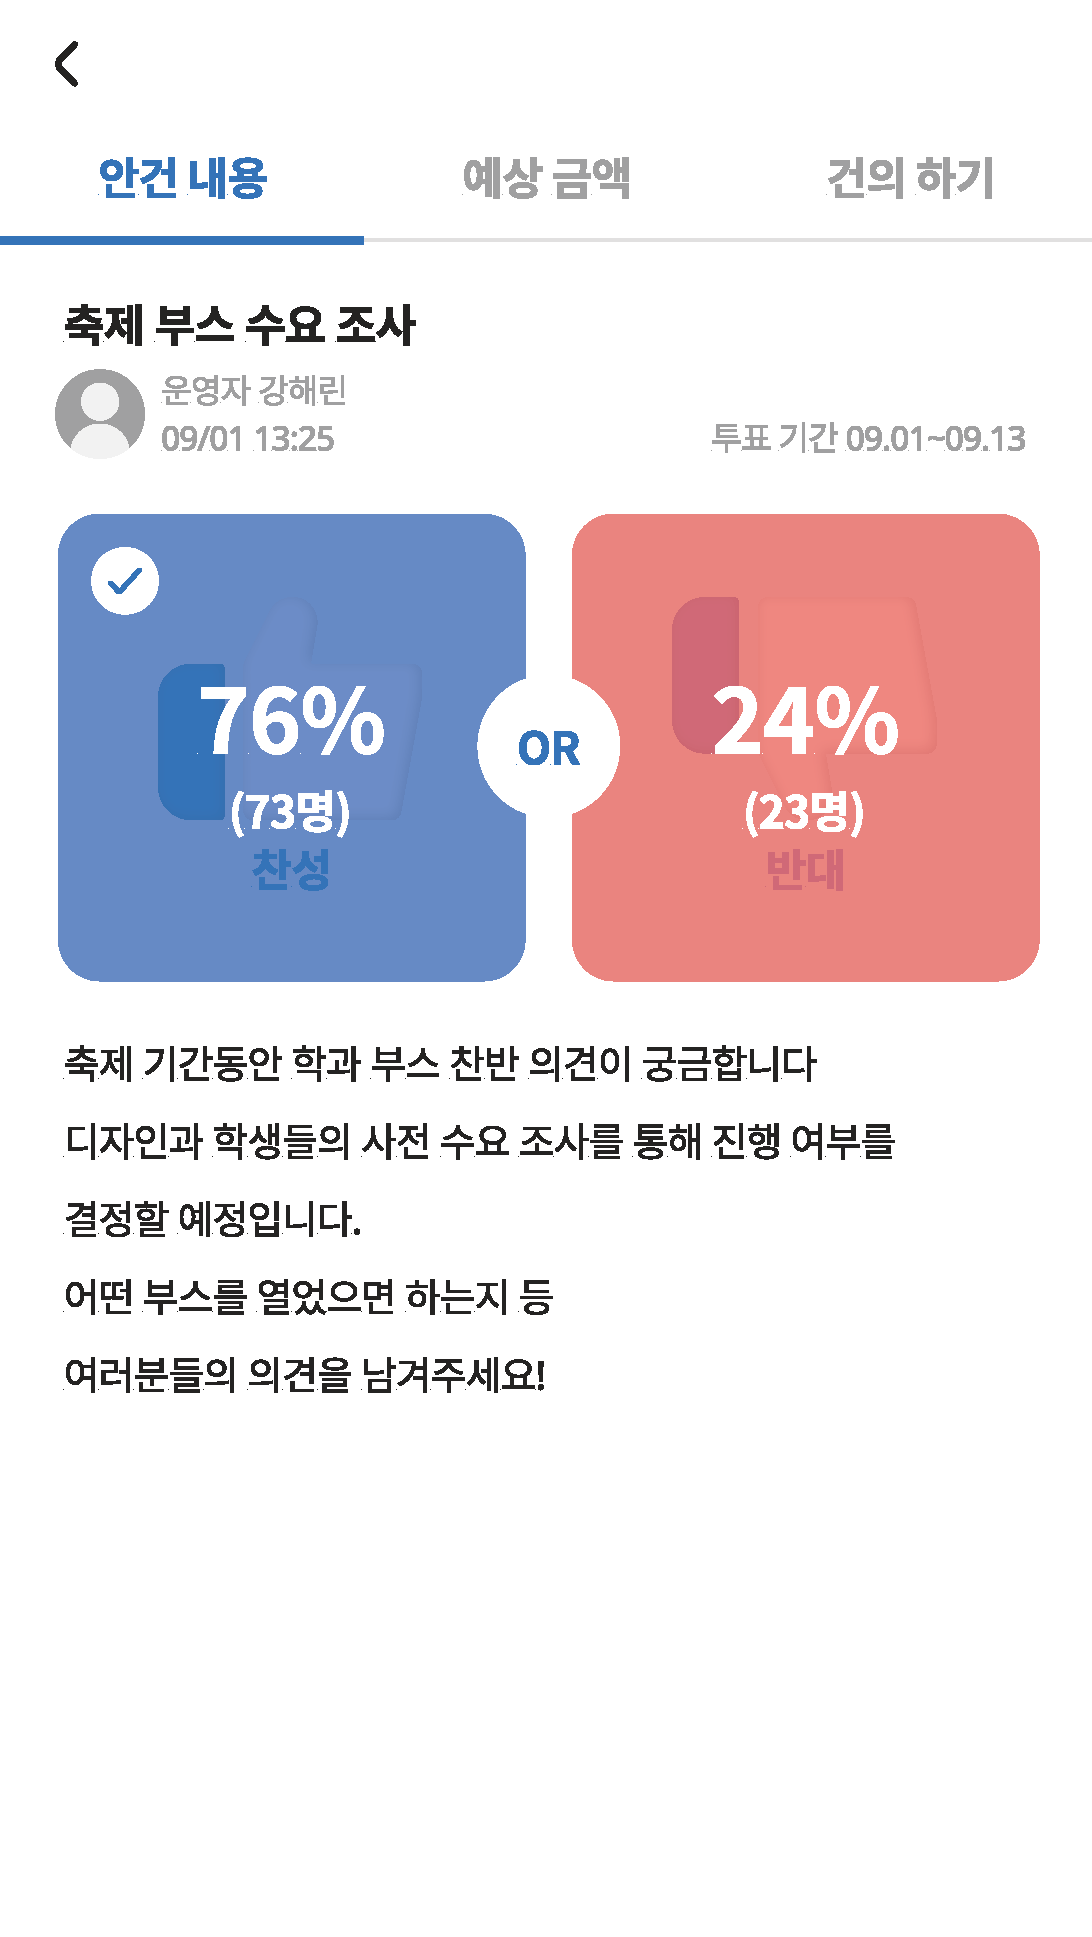 안건 내용
예상 금액
건의 하기
축제 부스 수요 조사
운영자 강해린
09/01 13:25
투표 기간 09.01~09.13
76%
(73명)
찬성
OR
24%
(23명)
반대
축제 기간동안 학과 부스 찬반 의견이 궁금합니다
디자인과 학생들의 사전 수요 조사를 통해 진행 여부를
결정할 예정입니다.
어떤 부스를 열었으면 하는지 등
여러분들의 의견을 남겨주세요!